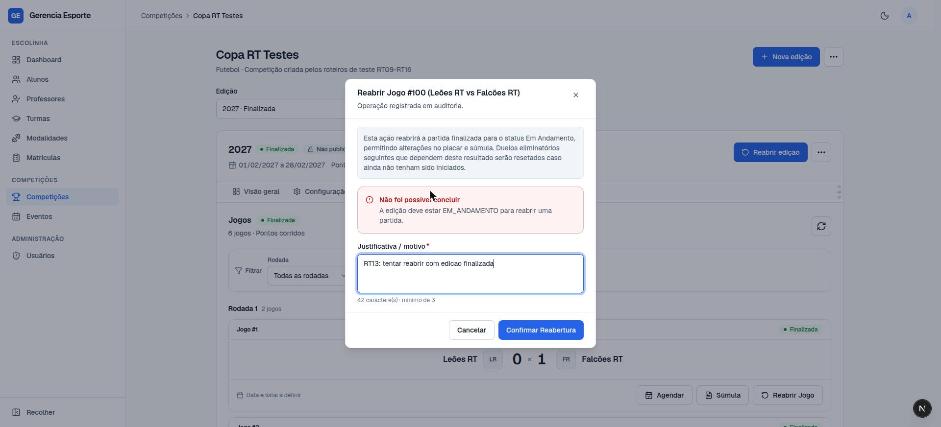 GE Gerencia Esporte
ESCOLINHA
Dashboard
Alunos
Professores
Turmas
Modalidades
Matrículas
COMPETIÇÕES
Competições
Eventos
ADMINISTRAÇÃO
Usuários
Recolher
Competições > Copa RT Testes
A
Copa RT Testes
Futebol · Competição criada pelos roteiros de teste RT09-RT16
+ Nova edição
Edição
2027 · Finalizada
2027 Finalizada
01/02/2027 a 28/02/2027
Reabrir edição
Visão geral
Jogos Finalizada
6 jogos · Pontos corridos
Filtrar
Rodada
Todas as rodadas
Rodada 1 2 jogos
Jogo #1
Finalizada
Leões RT LR 0 × 1 FR Falcões RT
Data e local a definir
Agendar
Súmula
Reabrir Jogo
Reabrir Jogo #100 (Leões RT vs Falcões RT)
Operação registrada em auditoria.
Esta ação reabrirá a partida finalizada para o status Em Andamento,
permitindo alterações no placar e súmula. Duelos eliminatórios
seguintes que dependem deste resultado serão resetados caso
ainda não tenham sido iniciados.
Não foi possível concluir
A edição deve estar EM_ANDAMENTO para reabrir uma
partida.
Justificativa / motivo *
RT13: tentar reabrir com edicao finalizada
42 caractere(s) · mínimo de 3
Cancelar
Confirmar Reabertura
N